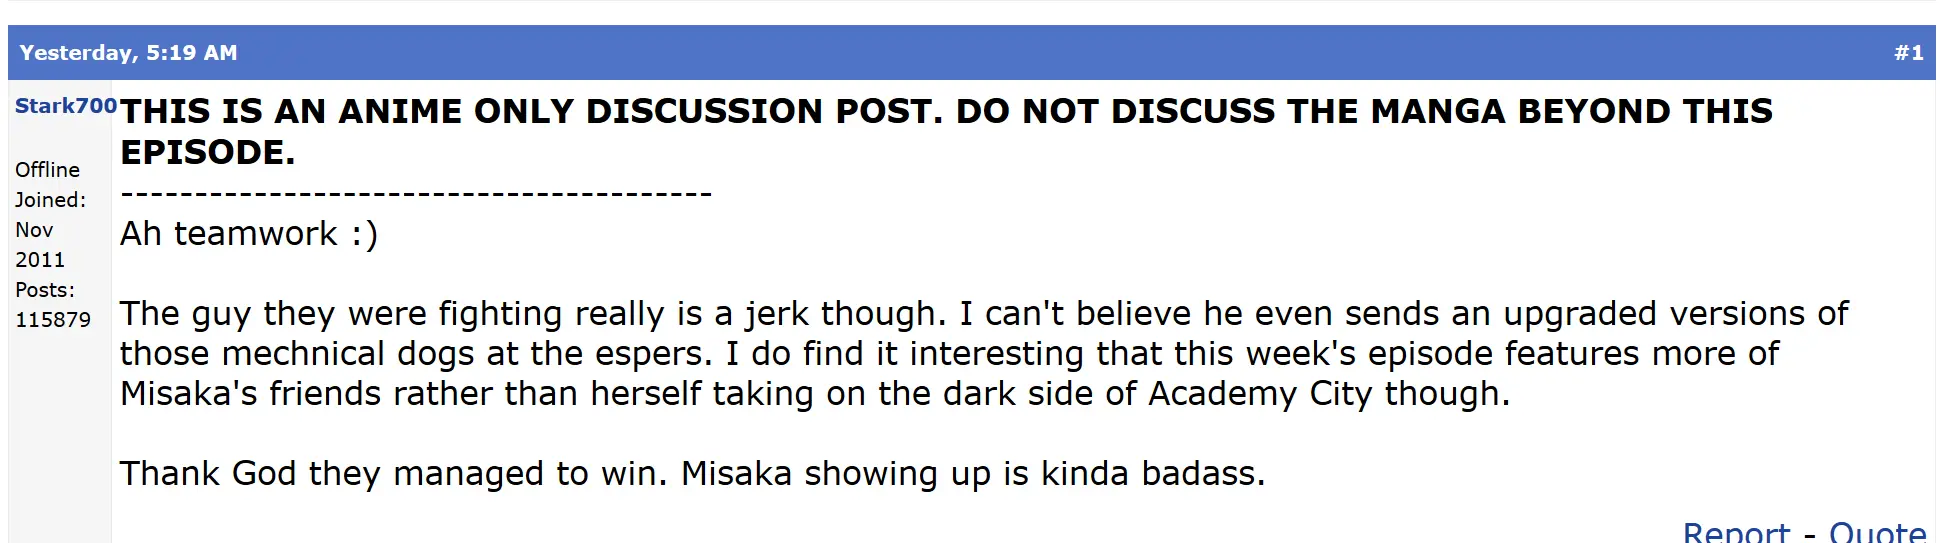 Yesterday, 5:19 AM
#1
Stark700
Offline
Joined:
Nov
2011
Posts:
115879
THIS IS AN ANIME ONLY DISCUSSION POST. DO NOT DISCUSS THE MANGA BEYOND THIS
EPISODE.
----------------------------------------
Ah teamwork :)
The guy they were fighting really is a jerk though. I can't believe he even sends an upgraded versions of
those mechnical dogs at the espers. I do find it interesting that this week's episode features more of
Misaka's friends rather than herself taking on the dark side of Academy City though.
Thank God they managed to win. Misaka showing up is kinda badass.
Report - Quote